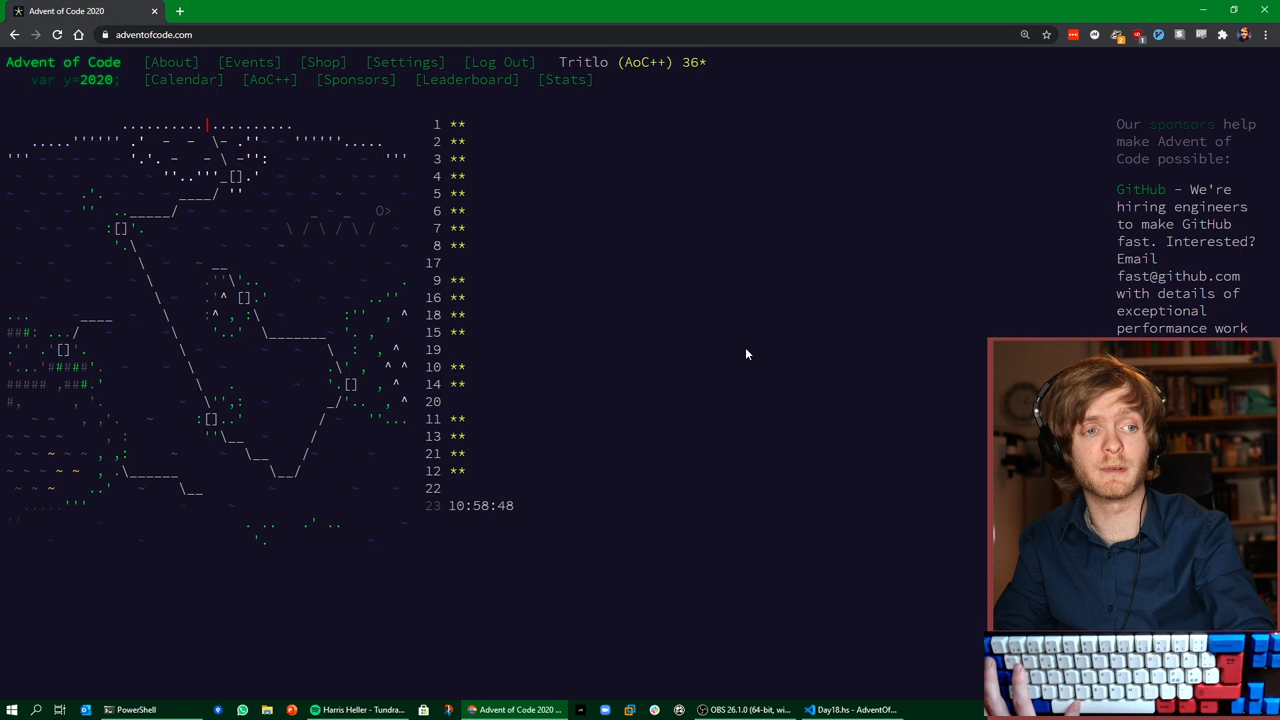 Advent of Code 2020
adventofcode.com
Advent of Code [About] [Events] [Shop] [Settings] [Log Out] Tritlo (AoC++) 36*
var y=2020; [Calendar] [AoC++] [Sponsors] [Leaderboard] [Stats]
1 **
2 **
3 **
4 **
5 **
6 **
7 **
8 **
17
9 **
16 **
18 **
15 **
19
10 **
14 **
20
11 **
13 **
21 **
12 **
22
23 10:58:48
Our sponsors help
make Advent of
Code possible:
GitHub - We're
hiring engineers
to make GitHub
fast. Interested?
Email
fast@github.com
with details of
exceptional
performance work
PowerShell
Harris Heller - Tundra...
Advent of Code 2020 ...
OBS 26.1.0 (64-bit, wi...
Day18.hs - AdventOf...